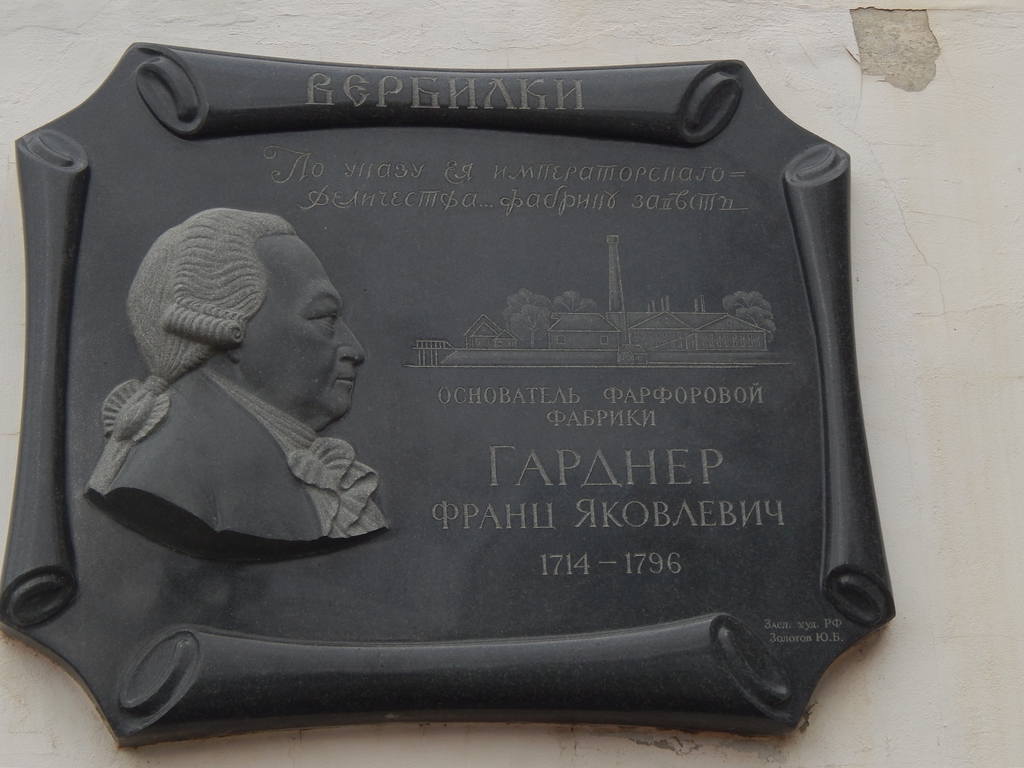 ВЕРБИЛКИ
По указу Ея императорскаго=
величества... фабрику завѣсти
ОСНОВАТЕЛЬ ФАРФОРОВОЙ
ФАБРИКИ
ГАРДНЕР
ФРАНЦ ЯКОВЛЕВИЧ
1714 – 1796
Засл. худ. РФ
Золотов Ю.Б.